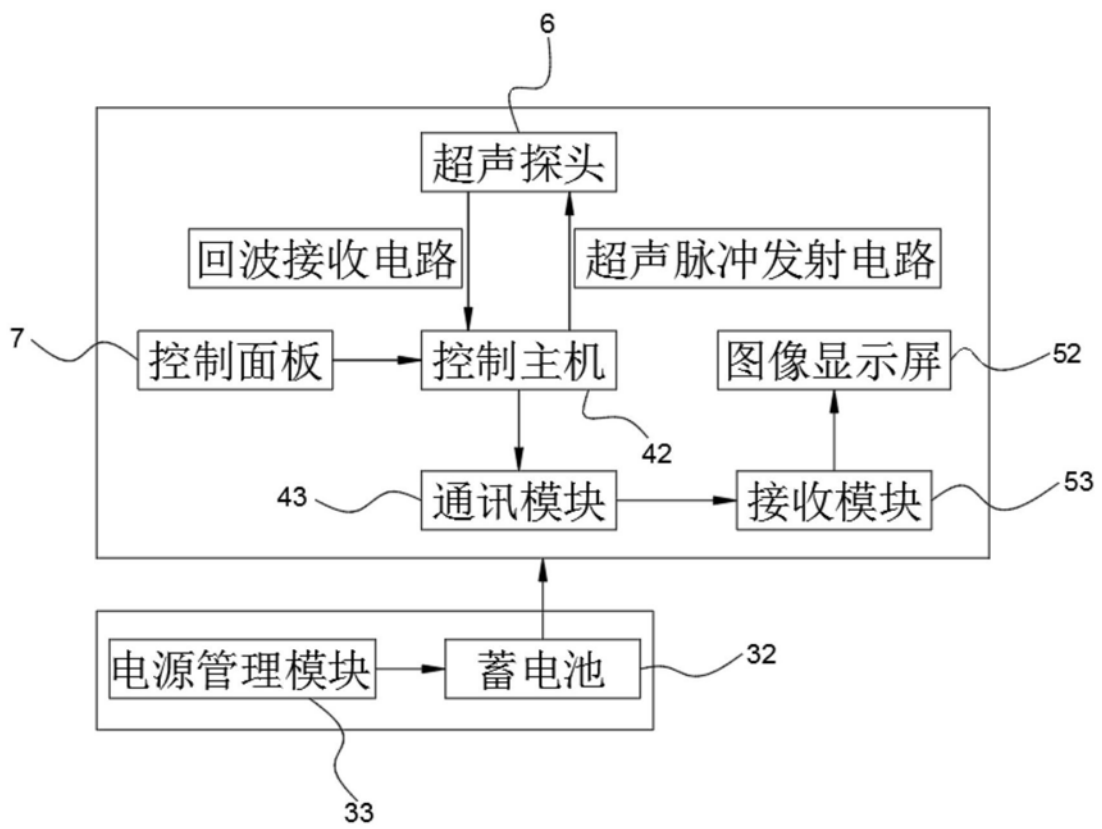 6
超声探头
回波接收电路
超声脉冲发射电路
7
控制面板
控制主机
图像显示屏
52
42
43
通讯模块
接收模块
53
电源管理模块
蓄电池
32
33